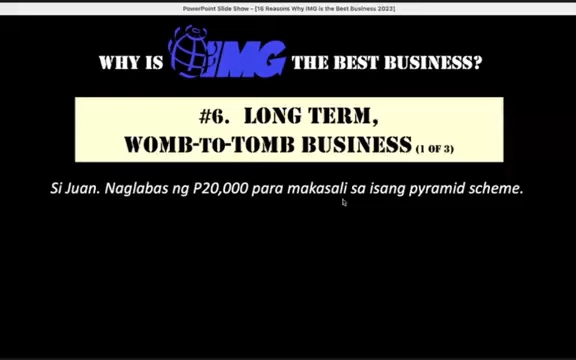 PowerPoint Slide Show - [16 Reasons Why IMG is the Best Business 2023]
WHY IS IMG THE BEST BUSINESS?
#6. LONG TERM,
WOMB-TO-TOMB BUSINESS (1 OF 3)
Si Juan. Naglabas ng P20,000 para makasali sa isang pyramid scheme.